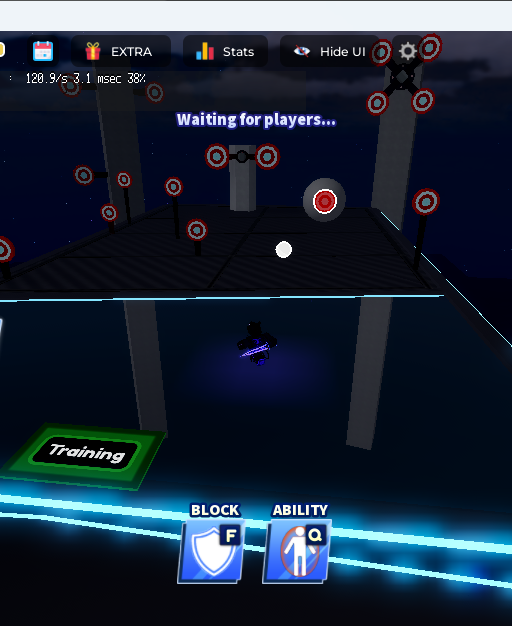 EXTRA
Stats
Hide UI
: 120.9/s 3.1 msec 38%
Waiting for players...
Training
BLOCK
ABILITY
F
Q